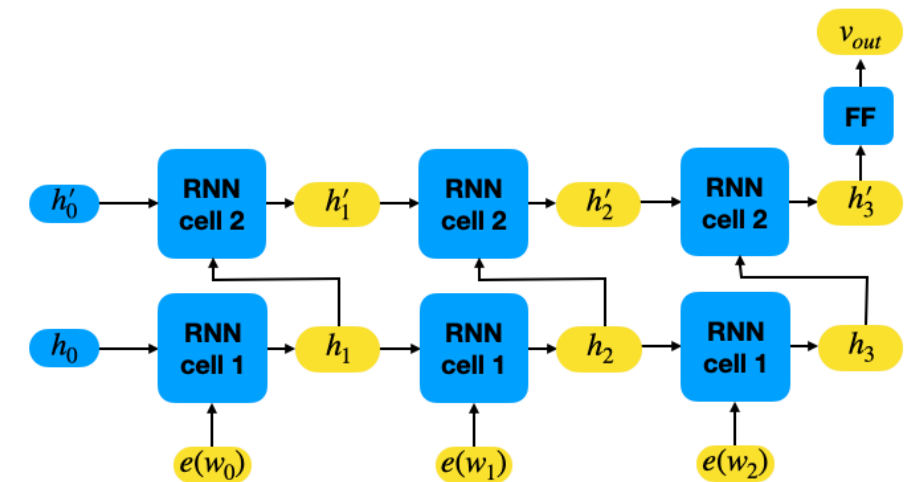 v_out
FF
h′_0
RNN
cell 2
h′_1
RNN
cell 2
h′_2
RNN
cell 2
h′_3
h_0
RNN
cell 1
h_1
RNN
cell 1
h_2
RNN
cell 1
h_3
e(w_0)
e(w_1)
e(w_2)